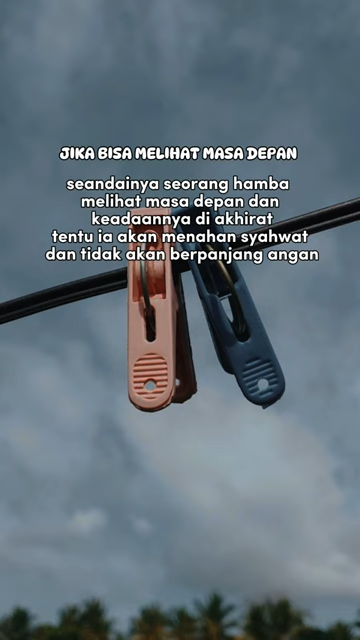 JIKA BISA MELIHAT MASA DEPAN
seandainya seorang hamba
melihat masa depan dan
keadaannya di akhirat
tentu ia akan menahan syahwat
dan tidak akan berpanjang angan